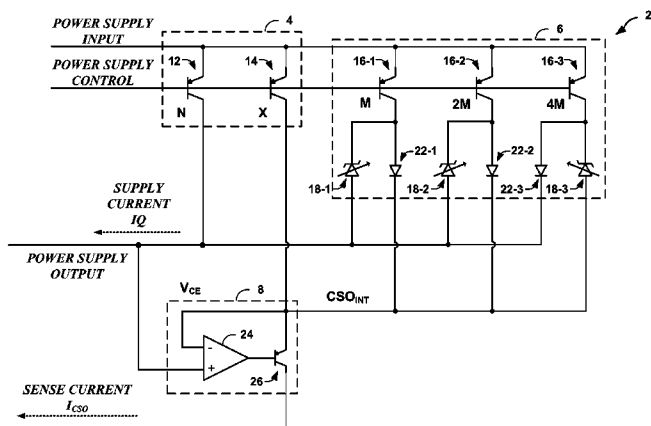 POWER SUPPLY
INPUT
4
2
6
12
14
16-1
16-2
16-3
POWER SUPPLY
CONTROL
N
X
M
2M
4M
22-1
22-2
18-1
18-2
22-3
18-3
SUPPLY
CURRENT
IQ
POWER SUPPLY
OUTPUT
VCE
8
CSOINT
24
-
+
26
SENSE CURRENT
ICSO